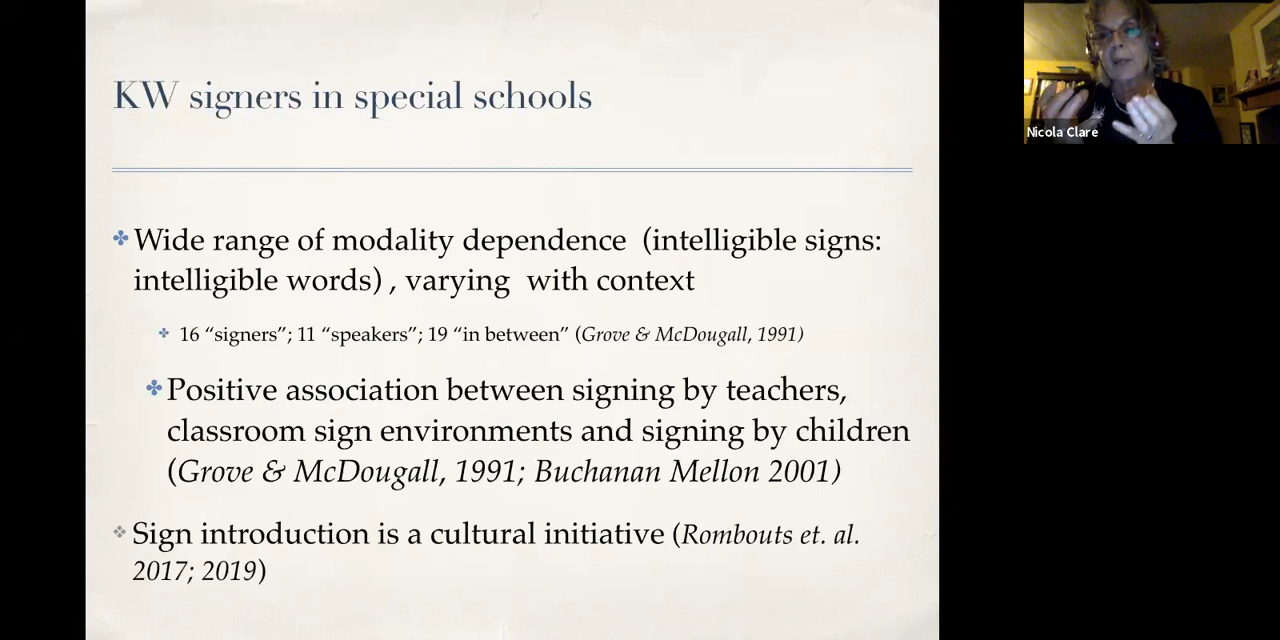 KW signers in special schools
Wide range of modality dependence (intelligible signs:
intelligible words) , varying with context
16 “signers”; 11 “speakers”; 19 “in between” (Grove & McDougall, 1991)
Positive association between signing by teachers,
classroom sign environments and signing by children
(Grove & McDougall, 1991; Buchanan Mellon 2001)
Sign introduction is a cultural initiative (Rombouts et. al.
2017; 2019)
Nicola Clare